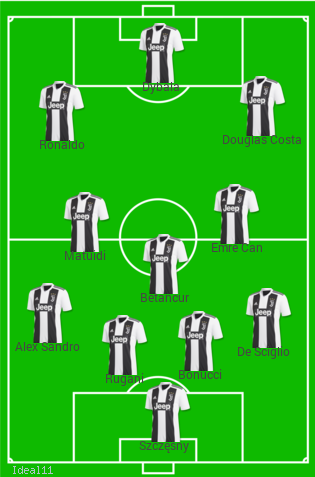 Jeep
Dybala
Jeep
Jeep
Ronaldo
Douglas Costa
Jeep
Jeep
Matuidi
Emre Can
Jeep
Betancur
Jeep
Jeep
Alex Sandro
De Sciglio
Jeep
Jeep
Rugani
Bonucci
Jeep
Szczęsny
Ideal11